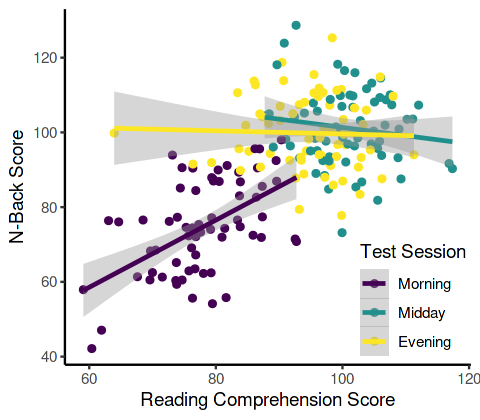 120
100
80
60
40
N-Back Score
60
80
100
120
Reading Comprehension Score
Test Session
Morning
Midday
Evening